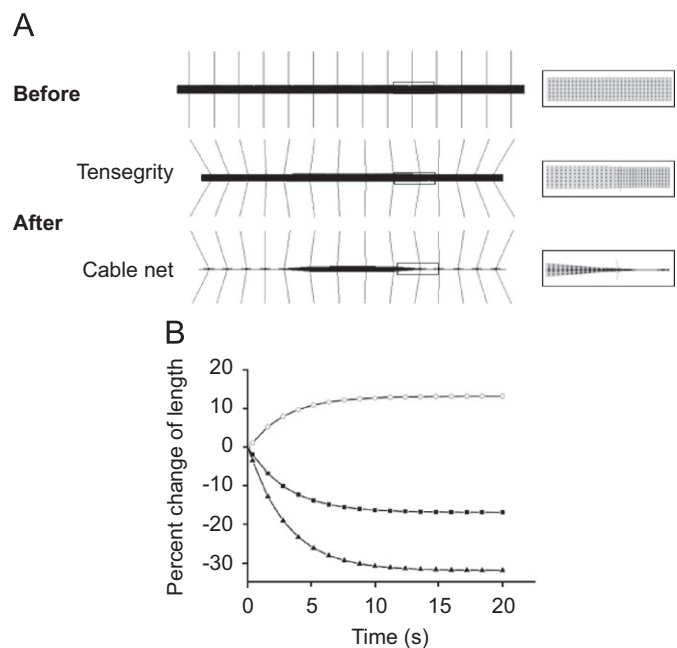 A
Before
Tensegrity
After
Cable net
B
Percent change of length
20
10
0
-10
-20
-30
0 5 10 15 20
Time (s)